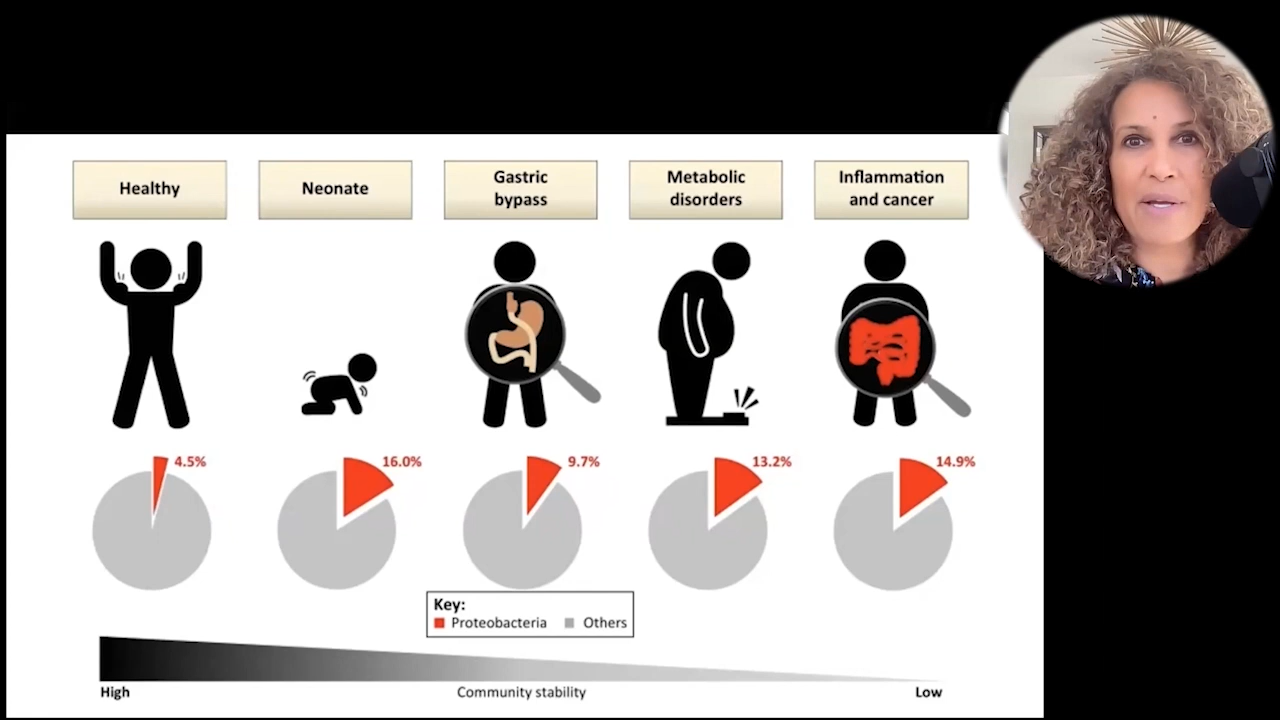 Healthy
Neonate
Gastric
bypass
Metabolic
disorders
Inflammation
and cancer
4.5%
16.0%
9.7%
13.2%
14.9%
Key:
Proteobacteria
Others
High
Community stability
Low